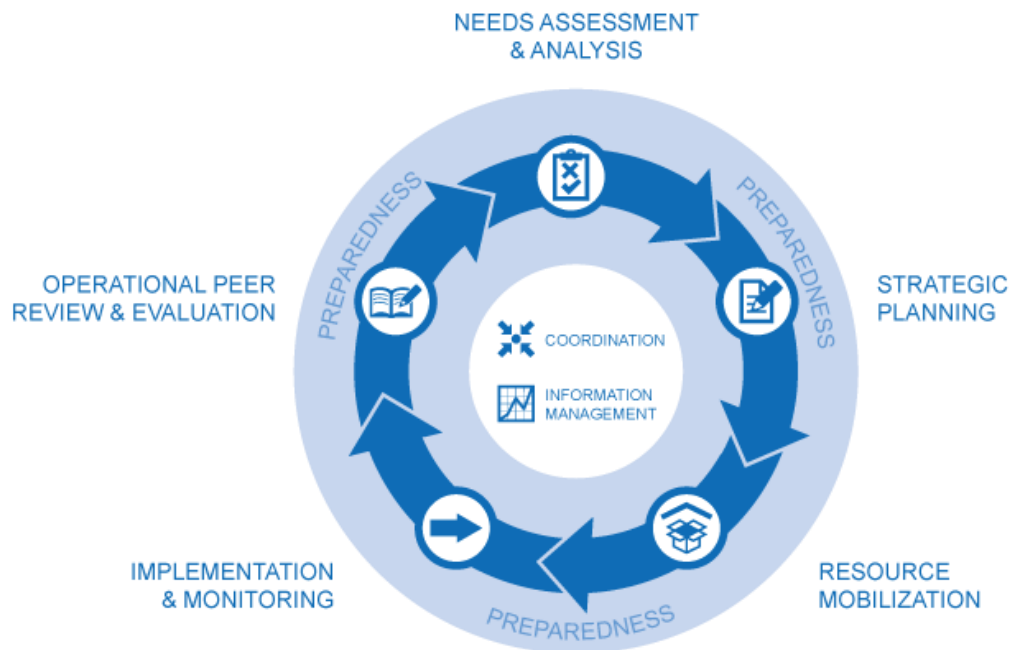 NEEDS ASSESSMENT
& ANALYSIS
PREPAREDNESS
PREPAREDNESS
OPERATIONAL PEER
REVIEW & EVALUATION
STRATEGIC
PLANNING
COORDINATION
INFORMATION
MANAGEMENT
IMPLEMENTATION
& MONITORING
RESOURCE
MOBILIZATION
PREPAREDNESS